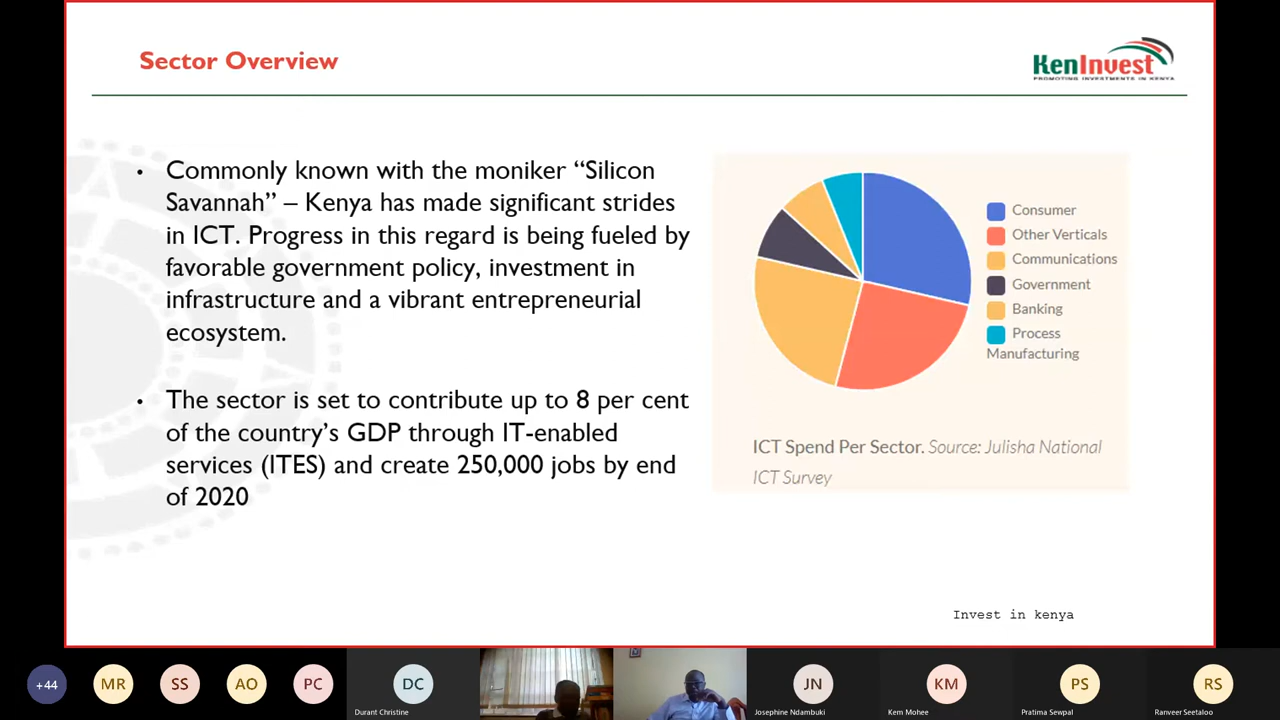 Sector Overview
KenInvest
PROMOTING INVESTMENTS IN KENYA
• Commonly known with the moniker “Silicon
Savannah” – Kenya has made significant strides
in ICT. Progress in this regard is being fueled by
favorable government policy, investment in
infrastructure and a vibrant entrepreneurial
ecosystem.
• The sector is set to contribute up to 8 per cent
of the country’s GDP through IT-enabled
services (ITES) and create 250,000 jobs by end
of 2020
Consumer
Other Verticals
Communications
Government
Banking
Process
Manufacturing
ICT Spend Per Sector. Source: Julisha National
ICT Survey
Invest in kenya
+44
MR
SS
AO
PC
DC
JN
KM
PS
RS
Durant Christine
Josephine Ndambuki
Kem Mohee
Pratima Sewpal
Ranveer Seetaloo